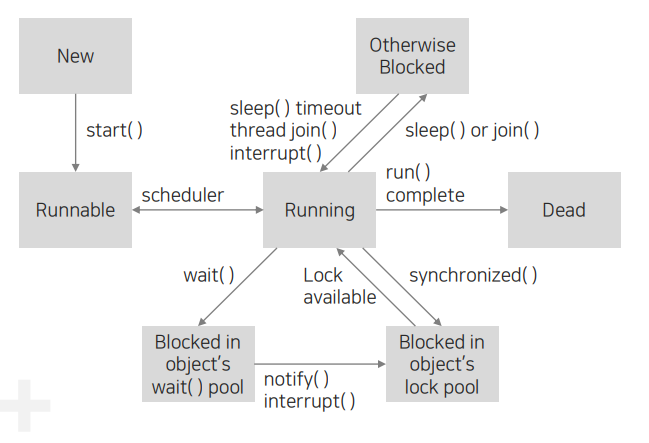 New
Otherwise
Blocked
start( )
sleep( ) timeout
thread join( )
interrupt( )
sleep( ) or join( )
Runnable
scheduler
Running
run( )
complete
Dead
wait( )
Lock
available
synchronized( )
Blocked in
object's
wait( ) pool
notify( )
interrupt( )
Blocked in
object's
lock pool